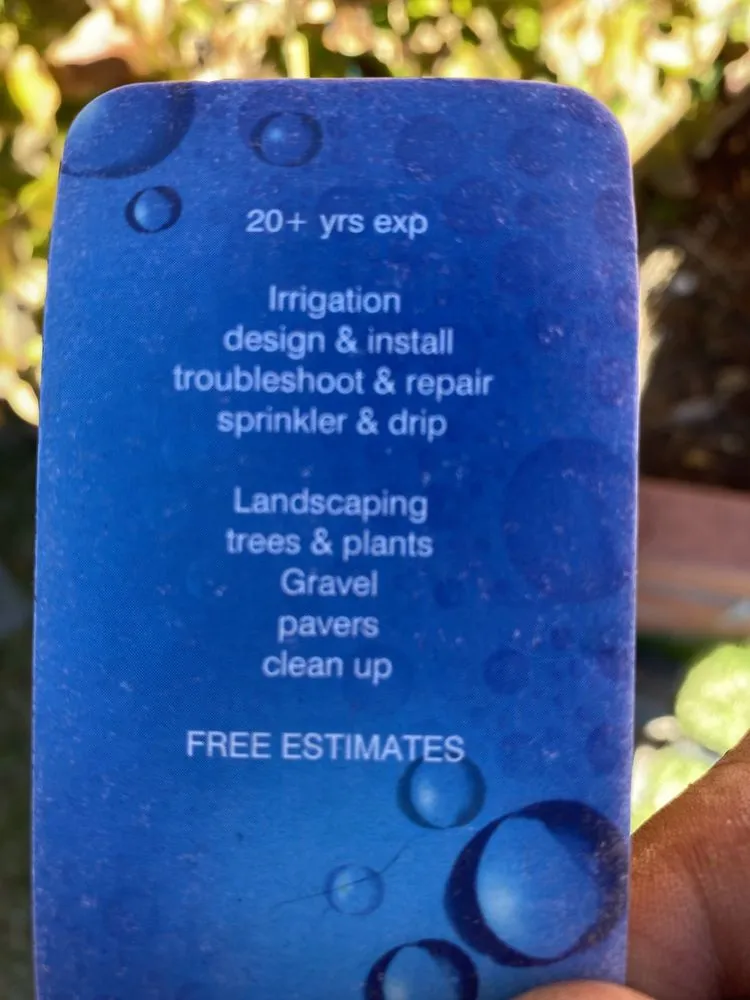 20+ yrs exp
Irrigation
design & install
troubleshoot & repair
sprinkler & drip
Landscaping
trees & plants
Gravel
pavers
clean up
FREE ESTIMATES